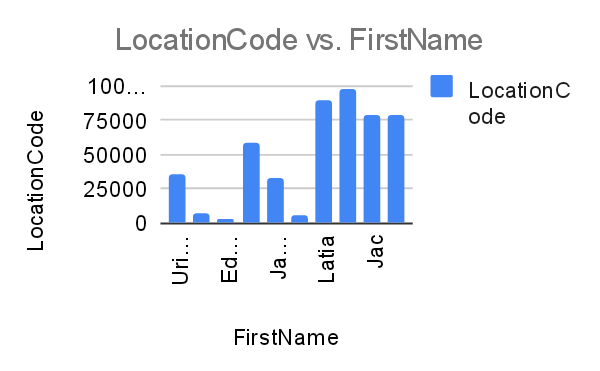 LocationCode vs. FirstName
100…
75000
50000
25000
0
LocationCode
Uri…
Ed…
Ja…
Latia
Jac
FirstName
LocationC
ode